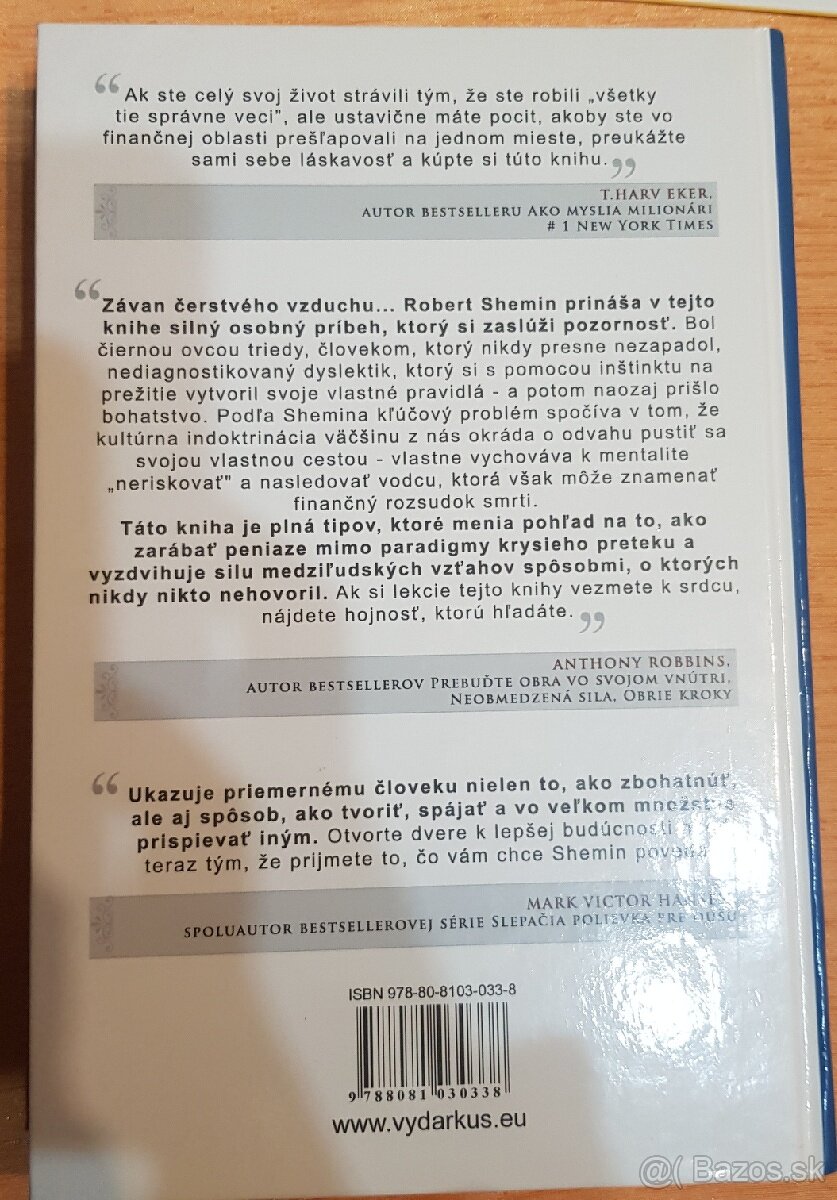 “Ak ste celý svoj život strávili tým, že ste robili „všetky
tie správne veci”, ale ustavične máte pocit, akoby ste vo
finančnej oblasti prešľapovali na jednom mieste, preukážte
sami sebe láskavosť a kúpte si túto knihu.”
T.HARV EKER,
AUTOR BESTSELLERU AKO MYSLIA MILIONÁRI
# 1 NEW YORK TIMES
“Závan čerstvého vzduchu... Robert Shemin prináša v tejto
knihe silný osobný príbeh, ktorý si zaslúži pozornosť. Bol
čiernou ovcou triedy, človekom, ktorý nikdy presne nezapadol,
nediagnostikovaný dyslektik, ktorý si s pomocou inštinktu na
prežitie vytvoril svoje vlastné pravidlá - a potom naozaj prišlo
bohatstvo. Podľa Shemina kľúčový problém spočíva v tom, že
kultúrna indoktrinácia väčšinu z nás okráda o odvahu pustiť sa
svojou vlastnou cestou - vlastne vychováva k mentalite
„neriskovať" a nasledovať vodcu, ktorá však môže znamenať
finančný rozsudok smrti.
Táto kniha je plná tipov, ktoré menia pohľad na to, ako
zarábať peniaze mimo paradigmy krysieho preteku a
vyzdvihuje silu medziľudských vzťahov spôsobmi, o ktorých
nikdy nikto nehovoril. Ak si lekcie tejto knihy vezmete k srdcu,
nájdete hojnosť, ktorú hľadáte.”
ANTHONY ROBBINS,
AUTOR BESTSELLEROV PREBUĎTE OBRA VO SVOJOM VNÚTRI,
NEOBMEDZENÁ SILA, OBRIE KROKY
“Ukazuje priemernému človeku nielen to, ako zbohatnúť,
ale aj spôsob, ako tvoriť, spájať a vo veľkom
prispievať iným. Otvorte dvere k lepšej budúcnosti
teraz tým, že prijmete to, čo vám chce Shemin
MARK VICTOR
SPOLUAUTOR BESTSELLEROVEJ SÉRIE SLEPAČIA POLIEVKA PRE DUŠU
ISBN 978-80-8103-033-8
9 788081 030338
www.vydarkus.eu
@( Bazos.sk